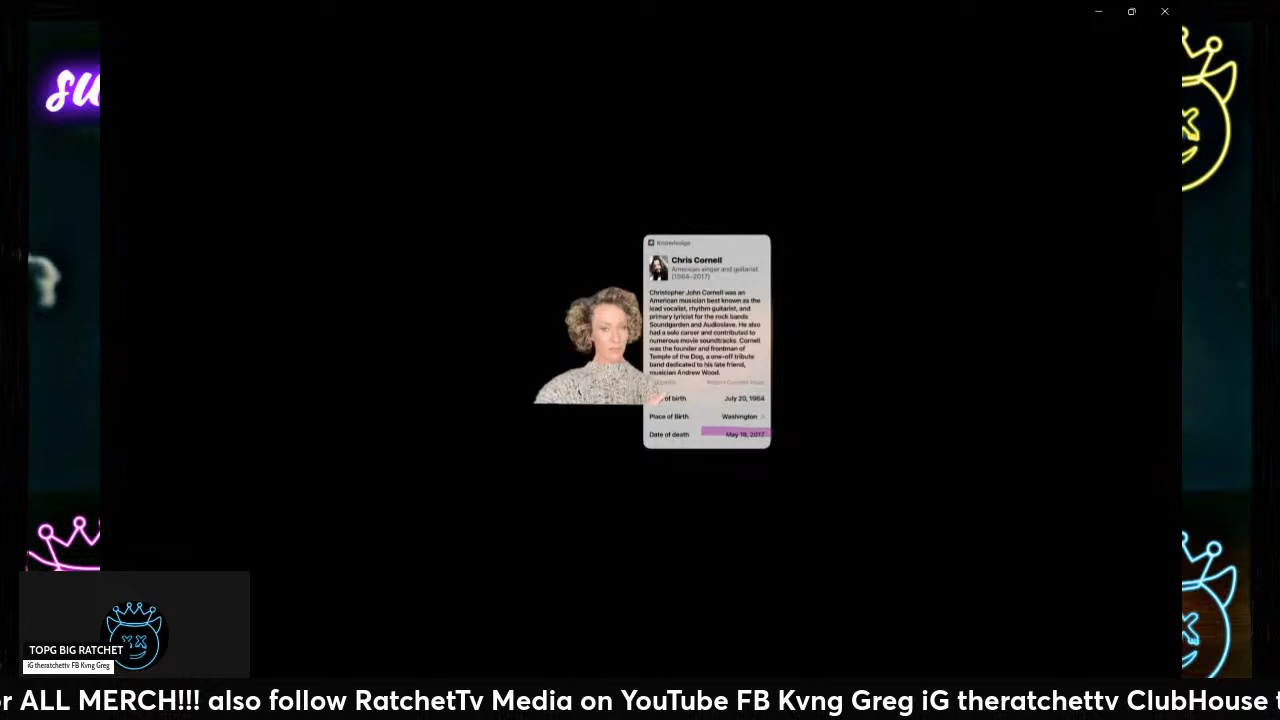 su
Knowledge
Chris Cornell
American singer and guitarist
(1964–2017)
Christopher John Cornell was an
American musician best known as the
lead vocalist, rhythm guitarist, and
primary lyricist for the rock bands
Soundgarden and Audioslave. He also
had a solo career and contributed to
numerous movie soundtracks. Cornell
was the founder and frontman of
Temple of the Dog, a one-off tribute
band dedicated to his late friend,
musician Andrew Wood.
of birth
July 20, 1964
Place of Birth
Washington
Date of death
May 18, 2017
TOPG BIG RATCHET
iG theratchettv FB Kvng Greg
or ALL MERCH!!! also follow RatchetTv Media on YouTube FB Kvng Greg iG theratchettv ClubHouse